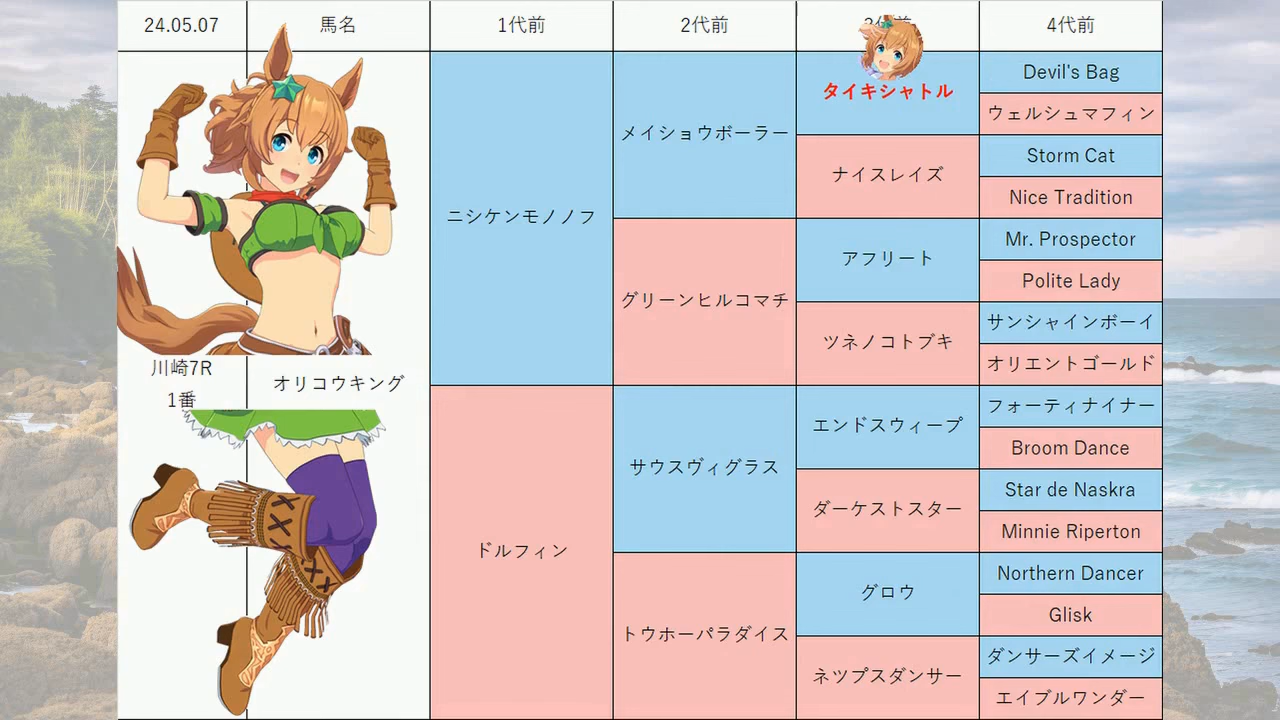 24.05.07 馬名 1代前 2代前 3代前 4代前
川崎7R
1番
オリコウキング
ニシケンモノノフ
ドルフィン
メイショウボーラー
グリーンヒルコマチ
サウスヴィグラス
トウホーパラダイス
タイキシャトル
ナイスレイズ
アフリート
ツネノコトブキ
エンドスウィープ
ダーケストスター
グロウ
ネツプスダンサー
Devil's Bag
ウェルシュマフィン
Storm Cat
Nice Tradition
Mr. Prospector
Polite Lady
サンシャインボーイ
オリエントゴールド
フォーティナイナー
Broom Dance
Star de Naskra
Minnie Riperton
Northern Dancer
Glisk
ダンサーズイメージ
エイブルワンダー